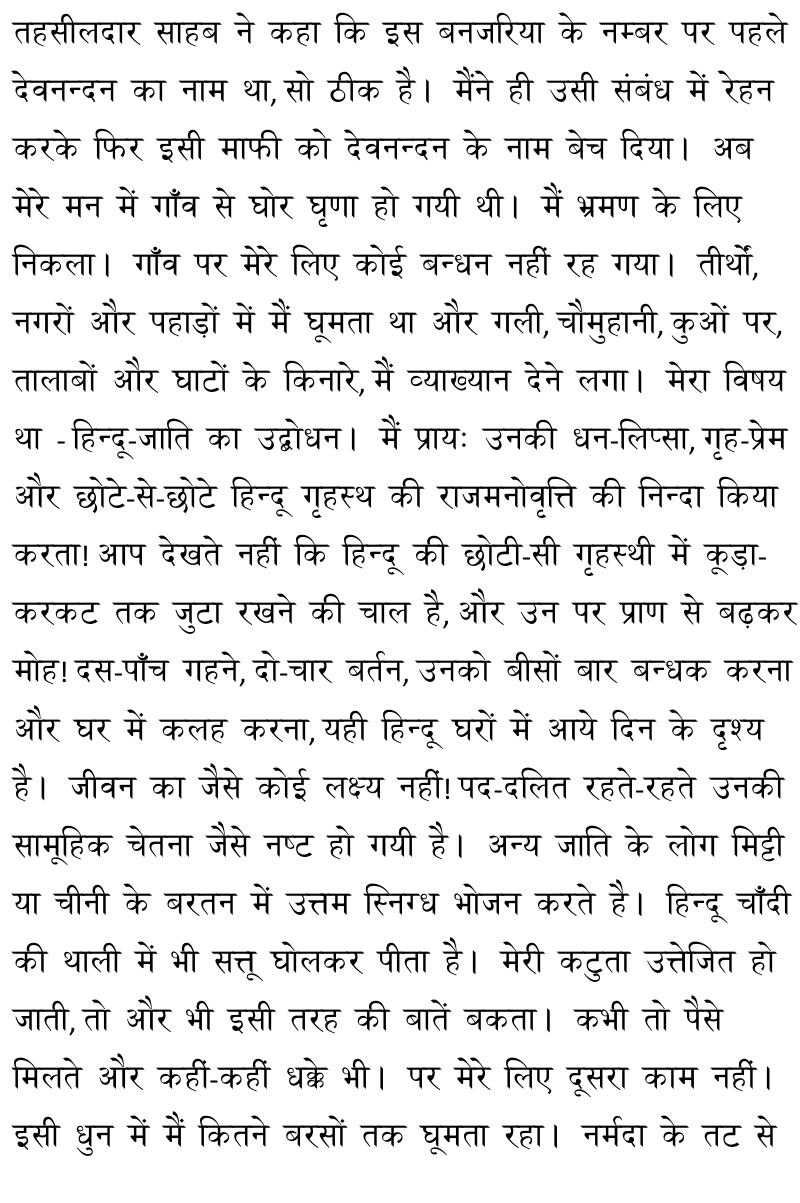 तहसीलदार साहब ने कहा कि इस बनजरिया के नम्बर पर पहले
देवनन्दन का नाम था, सो ठीक है। मैंने ही उसी संबंध में रेहन
करके फिर इसी माफी को देवनन्दन के नाम बेच दिया। अब
मेरे मन में गाँव से घोर घृणा हो गयी थी। मैं भ्रमण के लिए
निकला। गाँव पर मेरे लिए कोई बन्धन नहीं रह गया। तीर्थों,
नगरों और पहाड़ों में मैं घूमता था और गली, चौमुहानी, कुओं पर,
तालाबों और घाटों के किनारे, मैं व्याख्यान देने लगा। मेरा विषय
था - हिन्दू-जाति का उद्बोधन। मैं प्रायः उनकी धन-लिप्सा, गृह-प्रेम
और छोटे-से-छोटे हिन्दू गृहस्थ की राजमनोवृत्ति की निन्दा किया
करता! आप देखते नहीं कि हिन्दू की छोटी-सी गृहस्थी में कूड़ा-
करकट तक जुटा रखने की चाल है, और उन पर प्राण से बढ़कर
मोह! दस-पाँच गहने, दो-चार बर्तन, उनको बीसों बार बन्धक करना
और घर में कलह करना, यही हिन्दू घरों में आये दिन के दृश्य
है। जीवन का जैसे कोई लक्ष्य नहीं! पद-दलित रहते-रहते उनकी
सामूहिक चेतना जैसे नष्ट हो गयी है। अन्य जाति के लोग मिट्टी
या चीनी के बरतन में उत्तम स्निग्ध भोजन करते है। हिन्दू चाँदी
की थाली में भी सत्तू घोलकर पीता है। मेरी कटुता उत्तेजित हो
जाती, तो और भी इसी तरह की बातें बकता। कभी तो पैसे
मिलते और कहीं-कहीं धक्के भी। पर मेरे लिए दूसरा काम नहीं।
इसी धुन में मैं कितने बरसों तक घूमता रहा। नर्मदा के तट से